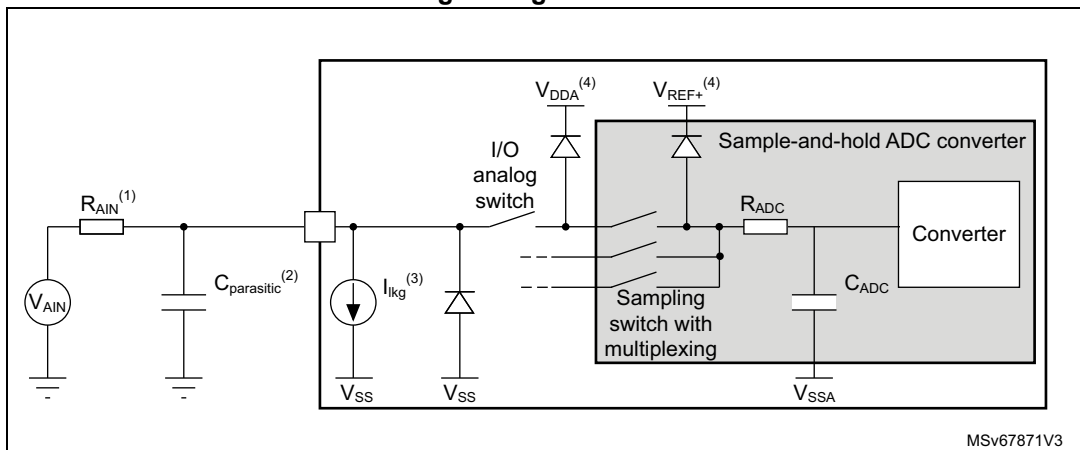 V_DDA(4)
V_REF+(4)
Sample-and-hold ADC converter
I/O
analog
switch
R_AIN(1)
R_ADC
Converter
V_AIN
C_parasitic(2)
I_lkg(3)
Sampling
switch with
multiplexing
C_ADC
V_SS
V_SS
V_SSA
MSv67871V3